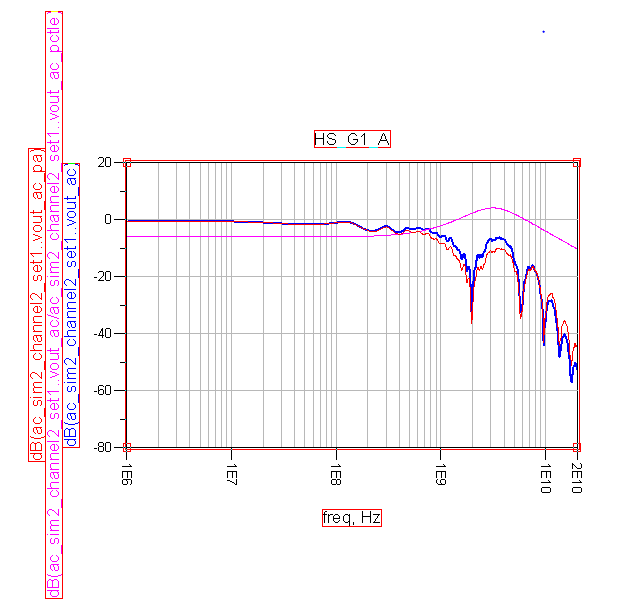 HS_G1_A
dB(ac_sim2_channel2_set1..vout_ac_pa)
dB(ac_sim2_channel2_set1..vout_ac/ac_sim2_channel2_set1..vout_ac_pctle)
dB(ac_sim2_channel2_set1..vout_ac)
20
0
-20
-40
-60
-80
1E6
1E7
1E8
1E9
1E10
2E10
freq, Hz